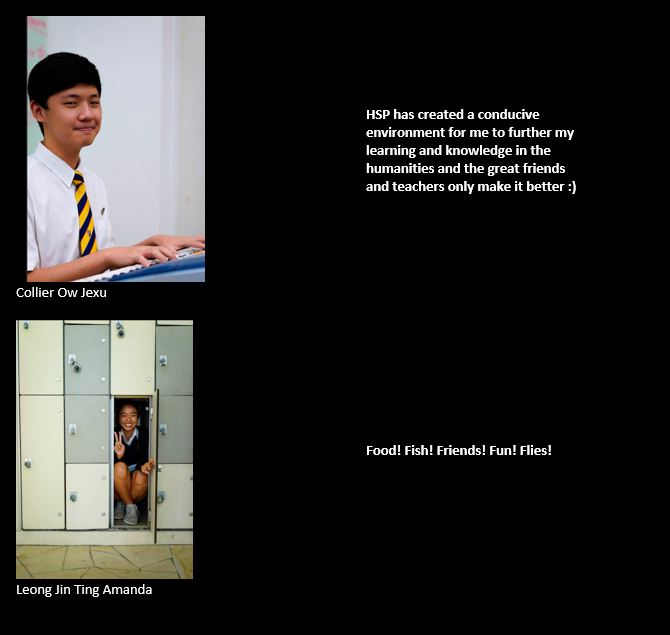 HSP has created a conducive
environment for me to further my
learning and knowledge in the
humanities and the great friends
and teachers only make it better :)
Collier Ow Jexu
Food! Fish! Friends! Fun! Flies!
Leong Jin Ting Amanda